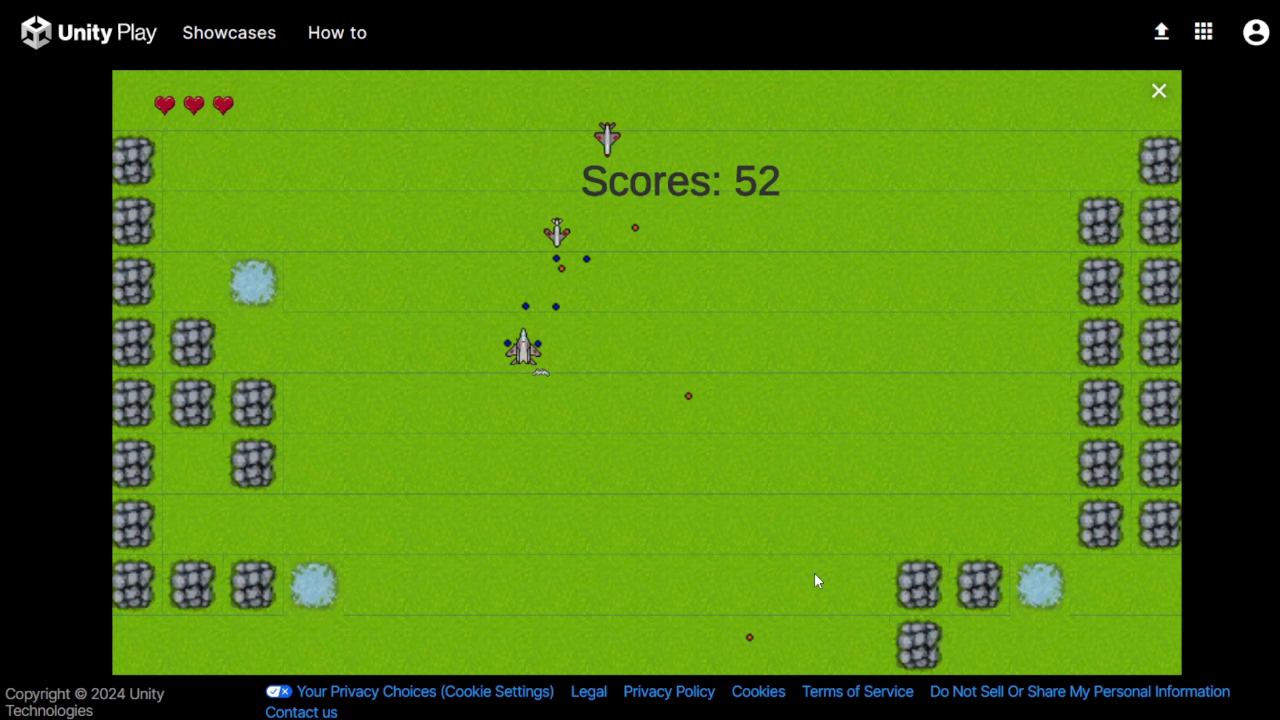 Unity Play Showcases How to
Scores: 52
Copyright © 2024 Unity
Technologies
Your Privacy Choices (Cookie Settings) Legal Privacy Policy Cookies Terms of Service Do Not Sell Or Share My Personal Information
Contact us